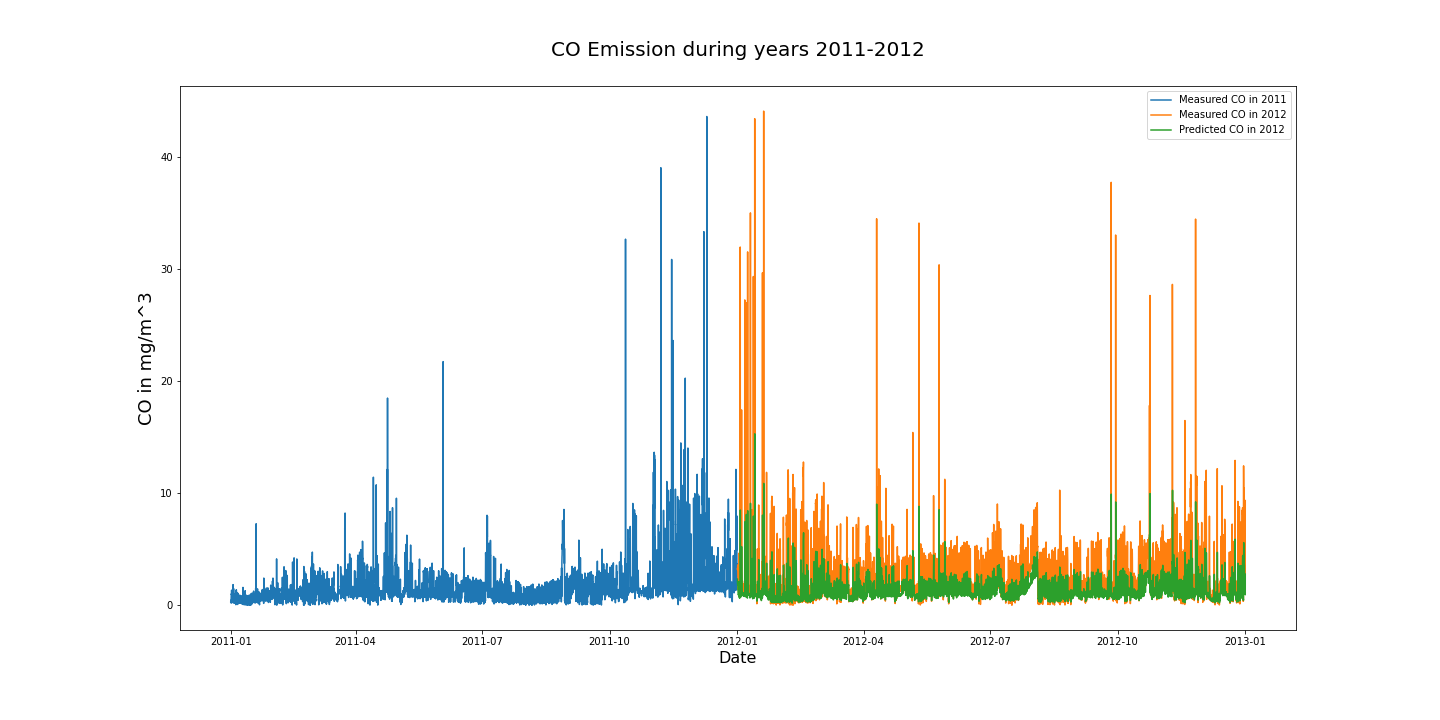 CO Emission during years 2011-2012
Measured CO in 2011
Measured CO in 2012
Predicted CO in 2012
CO in mg/m^3
40
30
20
10
0
2011-01 2011-04 2011-07 2011-10 2012-01 2012-04 2012-07 2012-10 2013-01
Date